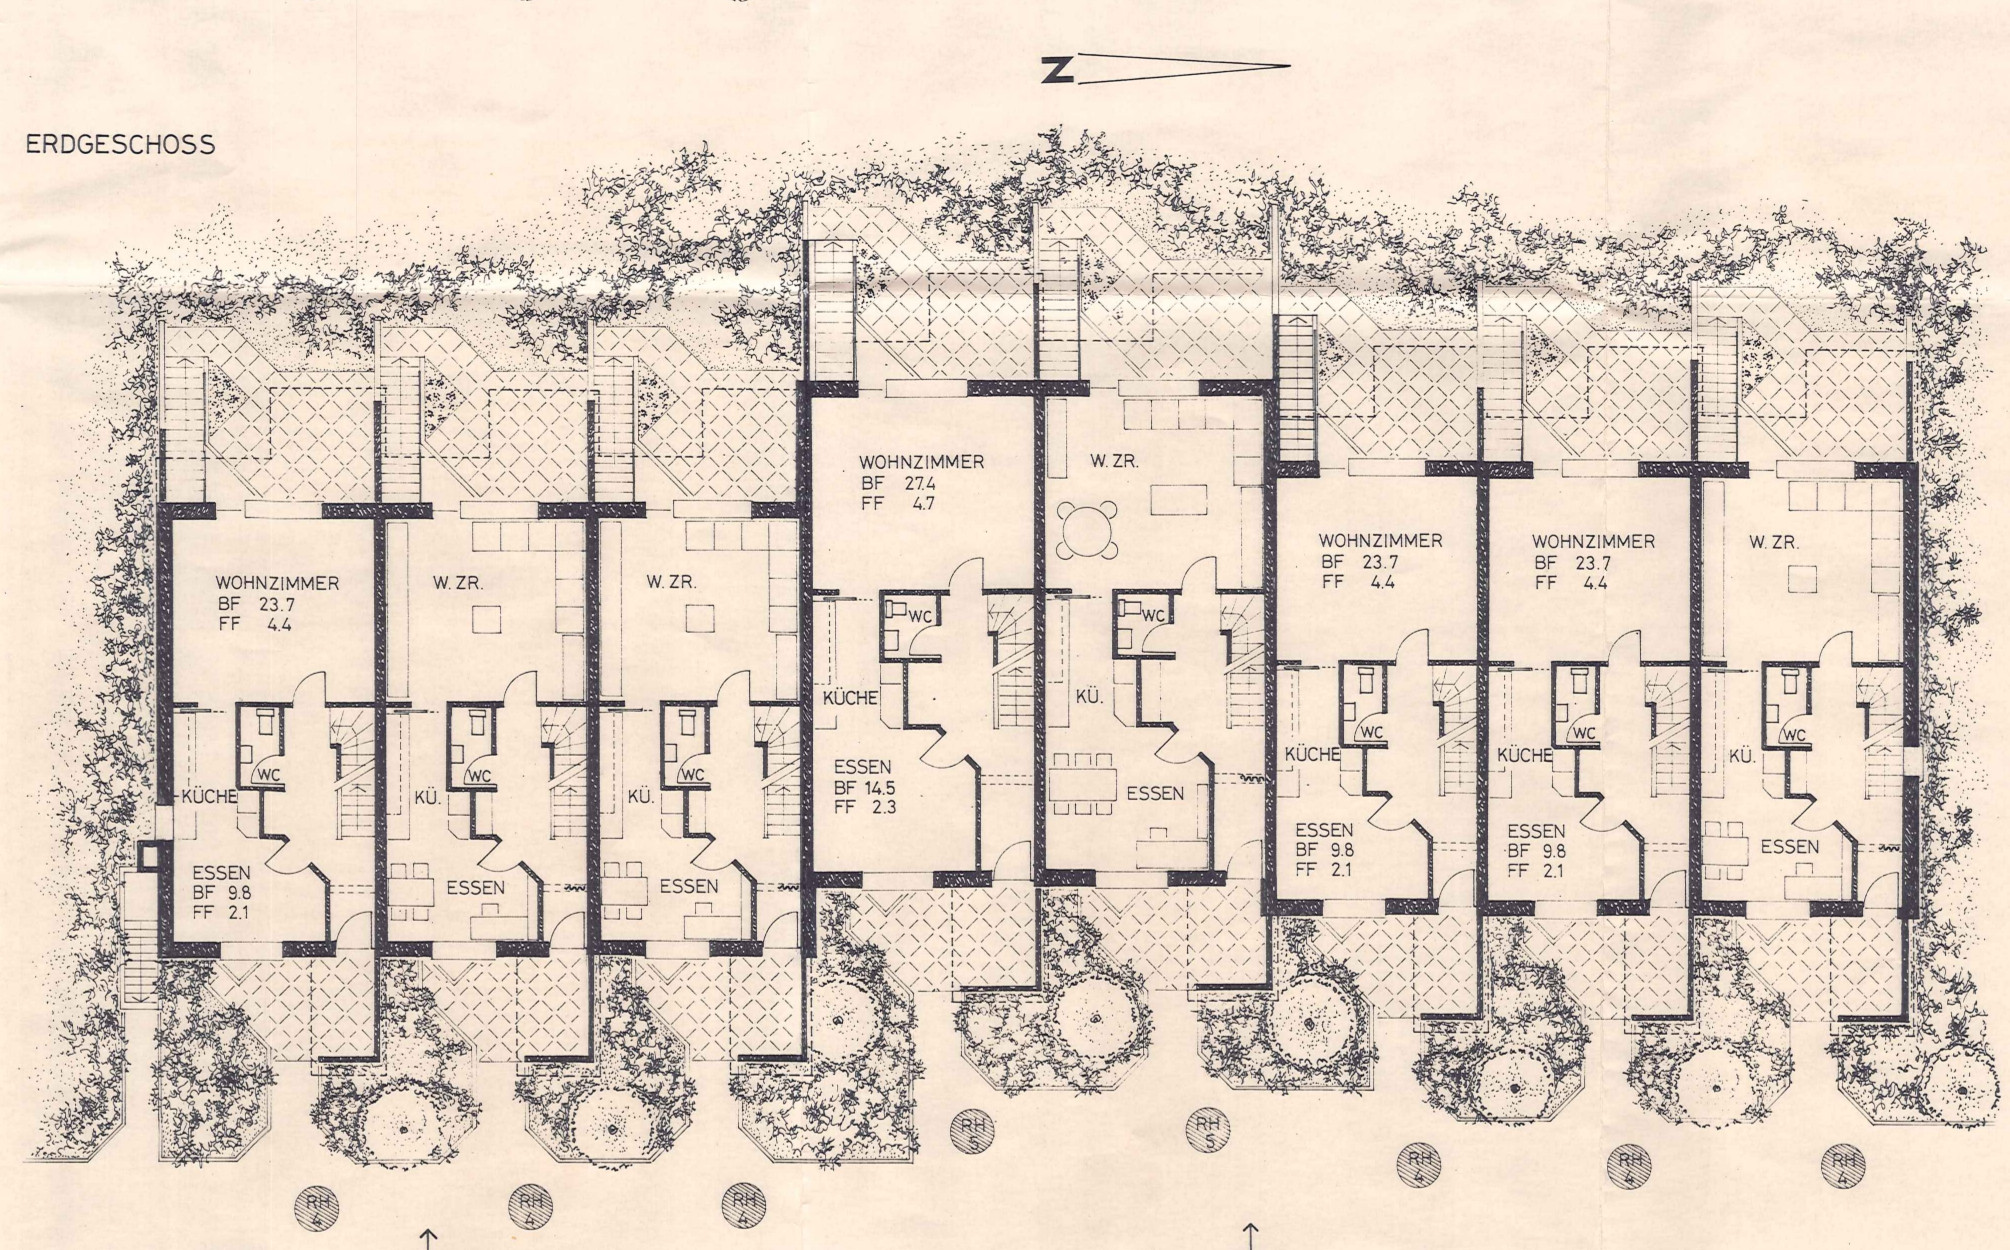 N
ERDGESCHOSS
WOHNZIMMER
BF 23.7
FF 4.4
W. ZR.
W. ZR.
WOHNZIMMER
BF 27.4
FF 4.7
W. ZR.
WOHNZIMMER
BF 23.7
FF 4.4
WOHNZIMMER
BF 23.7
FF 4.4
W. ZR.
WC
WC
WC
WC
WC
WC
WC
WC
KÜCHE
KÜ.
KÜ.
KÜCHE
KÜ.
KÜCHE
KÜCHE
KÜ.
ESSEN
BF 9.8
FF 2.1
ESSEN
ESSEN
ESSEN
BF 14.5
FF 2.3
ESSEN
ESSEN
BF 9.8
FF 2.1
ESSEN
BF 9.8
FF 2.1
ESSEN
RH
4
RH
4
RH
4
RH
5
RH
5
RH
4
RH
4
RH
4